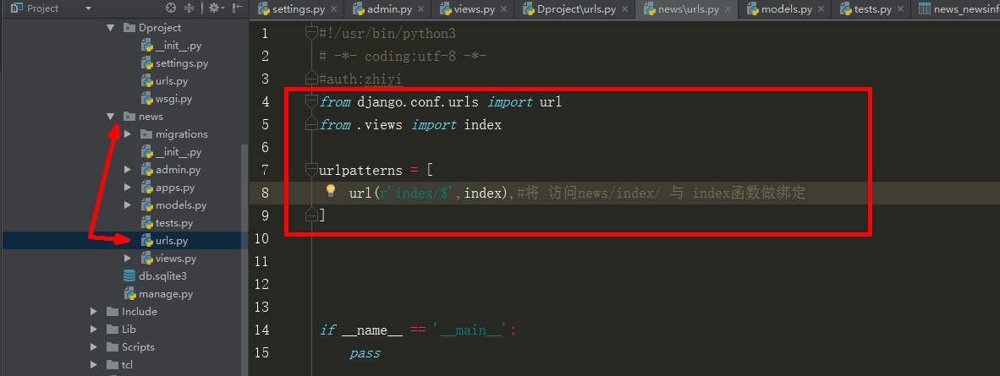 Project
settings.py
admin.py
views.py
Dproject\urls.py
news\urls.py
models.py
tests.py
news_newsinf
Dproject
__init__.py
settings.py
urls.py
wsgi.py
news
migrations
__init__.py
admin.py
apps.py
models.py
tests.py
urls.py
views.py
db.sqlite3
manage.py
Include
Lib
Scripts
tcl
1 #!/usr/bin/python3
2 # -*- coding:utf-8 -*-
3 #auth:zhiyi
4 from django.conf.urls import url
5 from .views import index
6
7 urlpatterns = [
8 url(r'index/$',index),#将 访问news/index/ 与 index函数做绑定
9 ]
10
11
12
13
14 if __name__ == '__main__':
15 pass